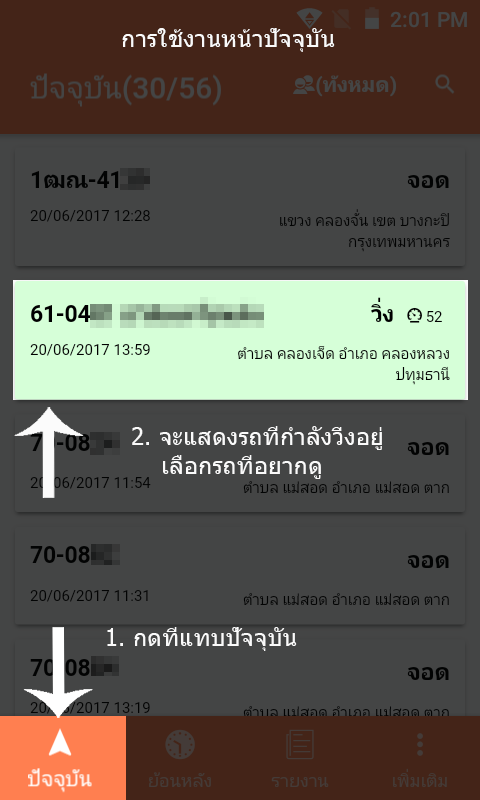 2:01 PM
การใช้งานหน้าปัจจุบัน
ปัจจุบัน(30/56)
(ทั้งหมด)
1ฒณ-41
จอด
20/06/2017 12:28
แขวง คลองจั่น เขต บางกะปิ
กรุงเทพมหานคร
61-04
วิ่ง
52
20/06/2017 13:59
ตำบล คลองเจ็ด อำเภอ คลองหลวง
ปทุมธานี
70-08
จอด
2. จะแสดงรถที่กำลังวิ่งอยู่
เลือกรถที่อยากดู
20/06/2017 11:54
ตำบล แม่สอด อำเภอ แม่สอด ตาก
70-08
จอด
20/06/2017 11:31
ตำบล แม่สอด อำเภอ แม่สอด ตาก
1. กดที่แทบปัจจุบัน
70-08
จอด
20/06/2017 13:19
ตำบล แม่สอด อำเภอ แม่สอด ตาก
ปัจจุบัน
ย้อนหลัง
รายงาน
เพิ่มเติม